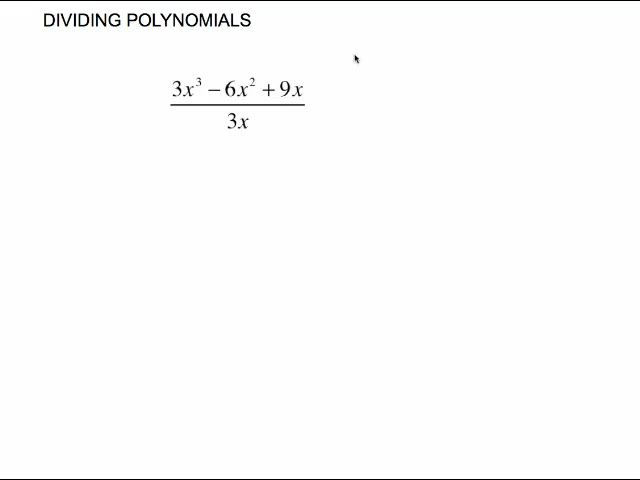 DIVIDING POLYNOMIALS
3x³ – 6x² + 9x
3x